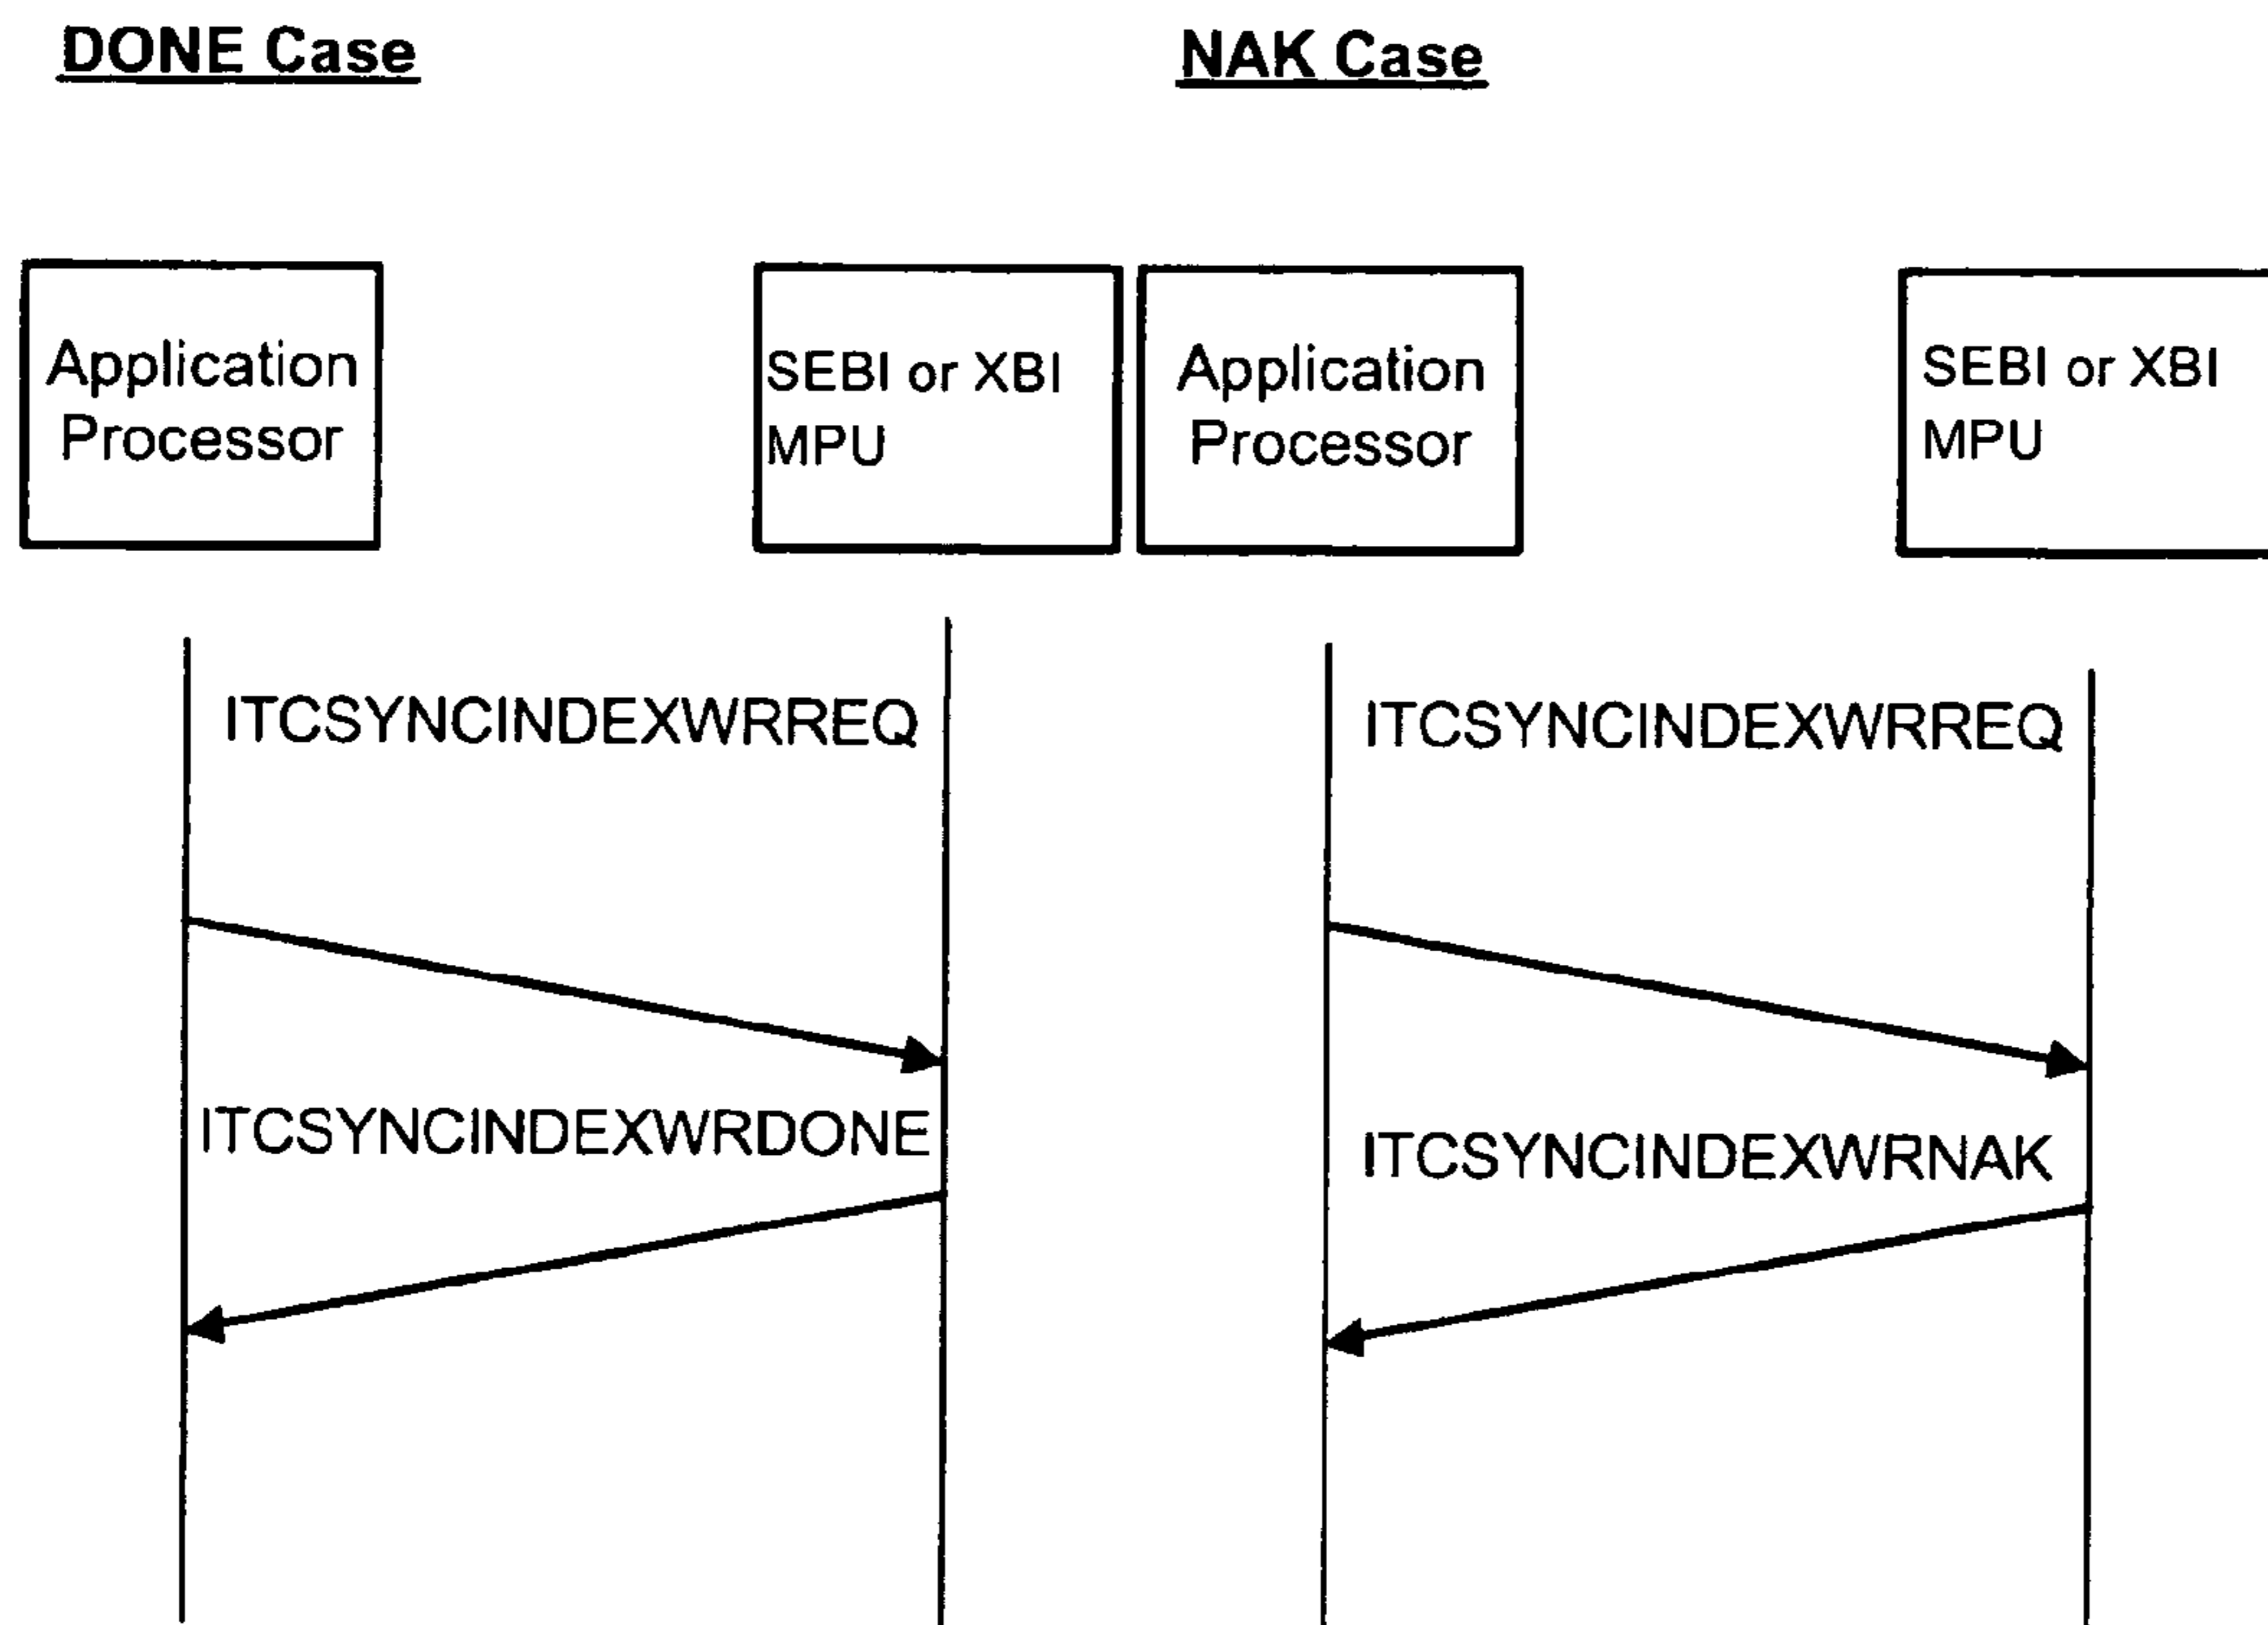 DONE Case
NAK Case
Application
Processor
SEBI or XBI
MPU
Application
Processor
SEBI or XBI
MPU
ITCSYNCINDEXWRREQ
ITCSYNCINDEXWRREQ
ITCSYNCINDEXWRDONE
ITCSYNCINDEXWRNAK